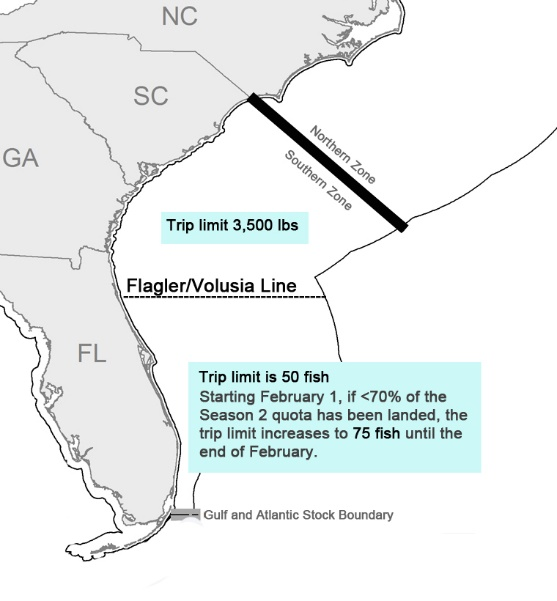 NC
SC
GA
Northern Zone
Southern Zone
Trip limit 3,500 lbs
Flagler/Volusia Line
FL
Trip limit is 50 fish
Starting February 1, if <70% of the
Season 2 quota has been landed, the
trip limit increases to 75 fish until the
end of February.
Gulf and Atlantic Stock Boundary